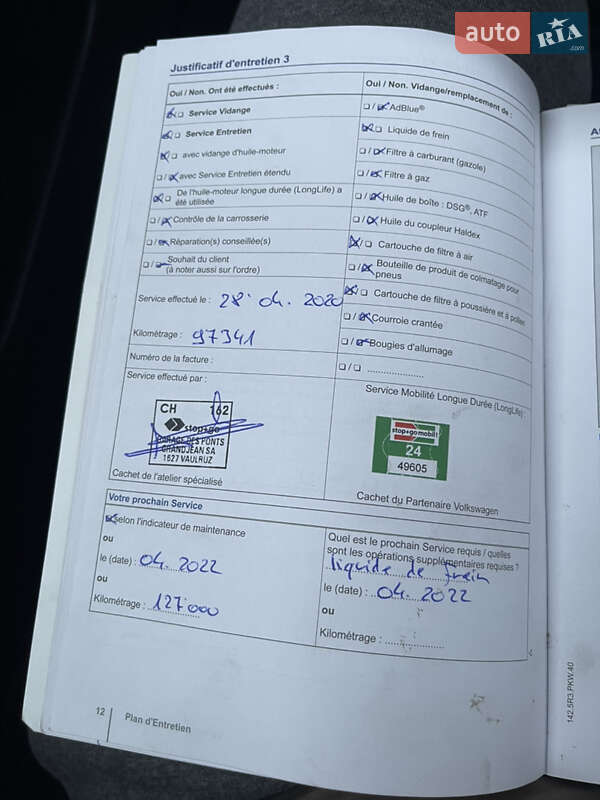 auto RIA .com
Justificatif d'entretien 3
Oui / Non. Ont été effectués :
Service Vidange
Service Entretien
avec vidange d'huile-moteur
avec Service Entretien étendu
De l'huile-moteur longue durée (LongLife) a
été utilisée
Contrôle de la carrosserie
Réparation(s) conseillée(s)
Souhait du client
(à noter aussi sur l'ordre)
Service effectué le : 28. 04. 2020
Kilométrage : 97341
Numéro de la facture :
Service effectué par :
CH 162
stop+go
GARAGE DES PONTS
GRANDJEAN SA
1627 VAULRUZ
Cachet de l'atelier spécialisé
Oui / Non. Vidange/remplacement de :
AdBlue®
Liquide de frein
Filtre à carburant (gazole)
Filtre à gaz
Huile de boîte : DSG®, ATF
Huile du coupleur Haldex
Cartouche de filtre à air
Bouteille de produit de colmatage pour
pneus
Cartouche de filtre à poussière et à pollen
Courroie crantée
Bougies d'allumage
......................
Service Mobilité Longue Durée (LongLife) :
stop+go mobil!
24
49605
Cachet du Partenaire Volkswagen
Votre prochain Service
Selon l'indicateur de maintenance
ou
le (date) : 04. 2022
ou
Kilométrage : 127'000
Quel est le prochain Service requis / quelles
sont les opérations supplémentaires requises ?
liquide de frein
le (date) : 04. 2022
ou
Kilométrage : ......................
12
Plan d'Entretien
142.5R3.PKW.40